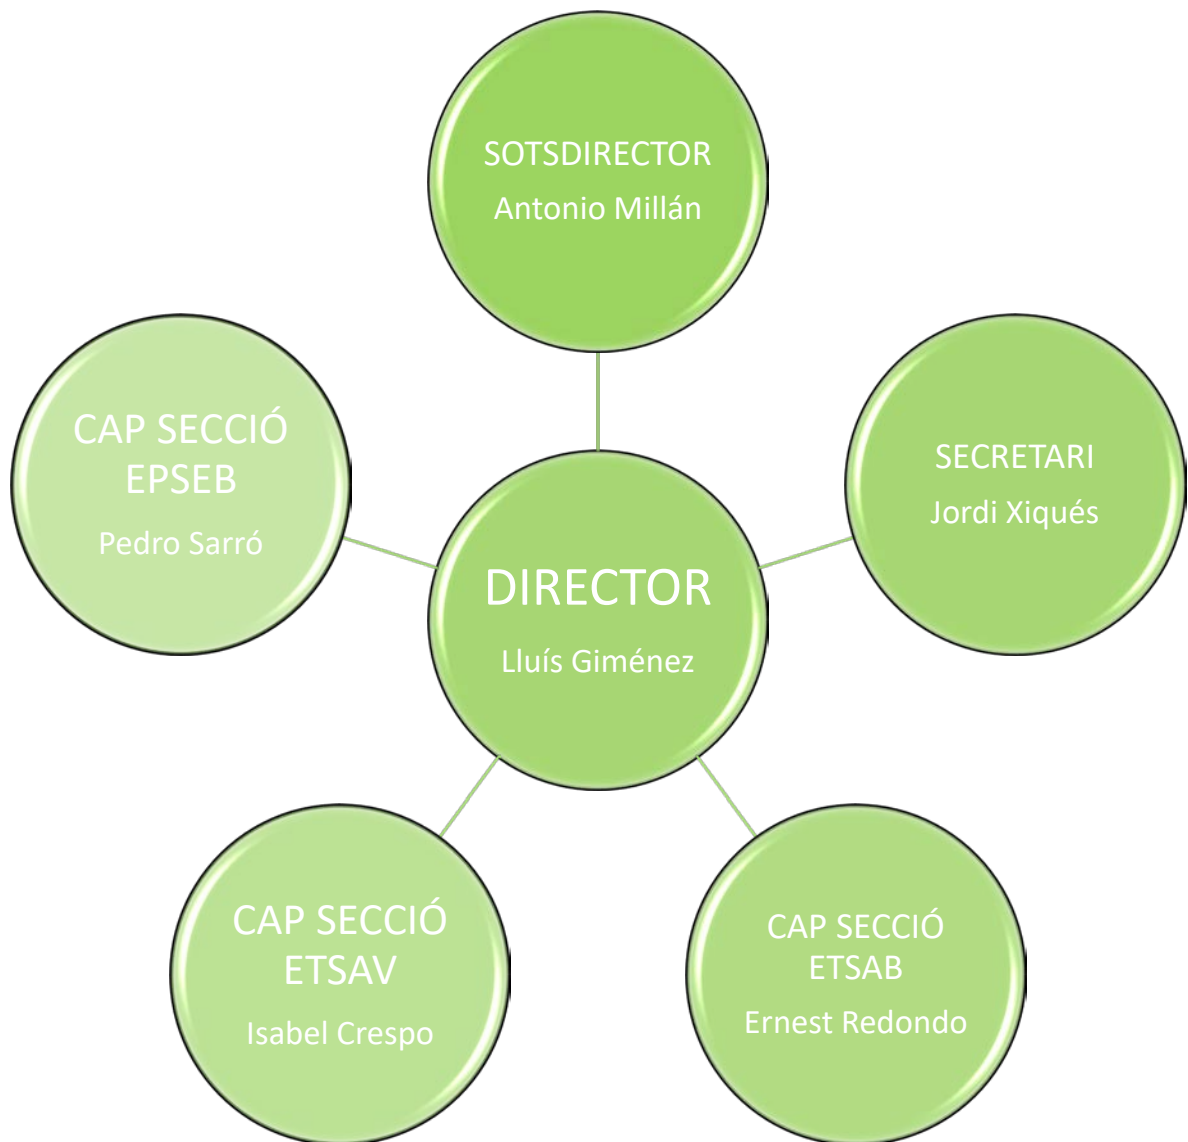 SOTSDIRECTOR
Antonio Millán
CAP SECCIÓ
EPSEB
Pedro Sarró
SECRETARI
Jordi Xiqués
DIRECTOR
Lluís Giménez
CAP SECCIÓ
ETSAV
Isabel Crespo
CAP SECCIÓ
ETSAB
Ernest Redondo